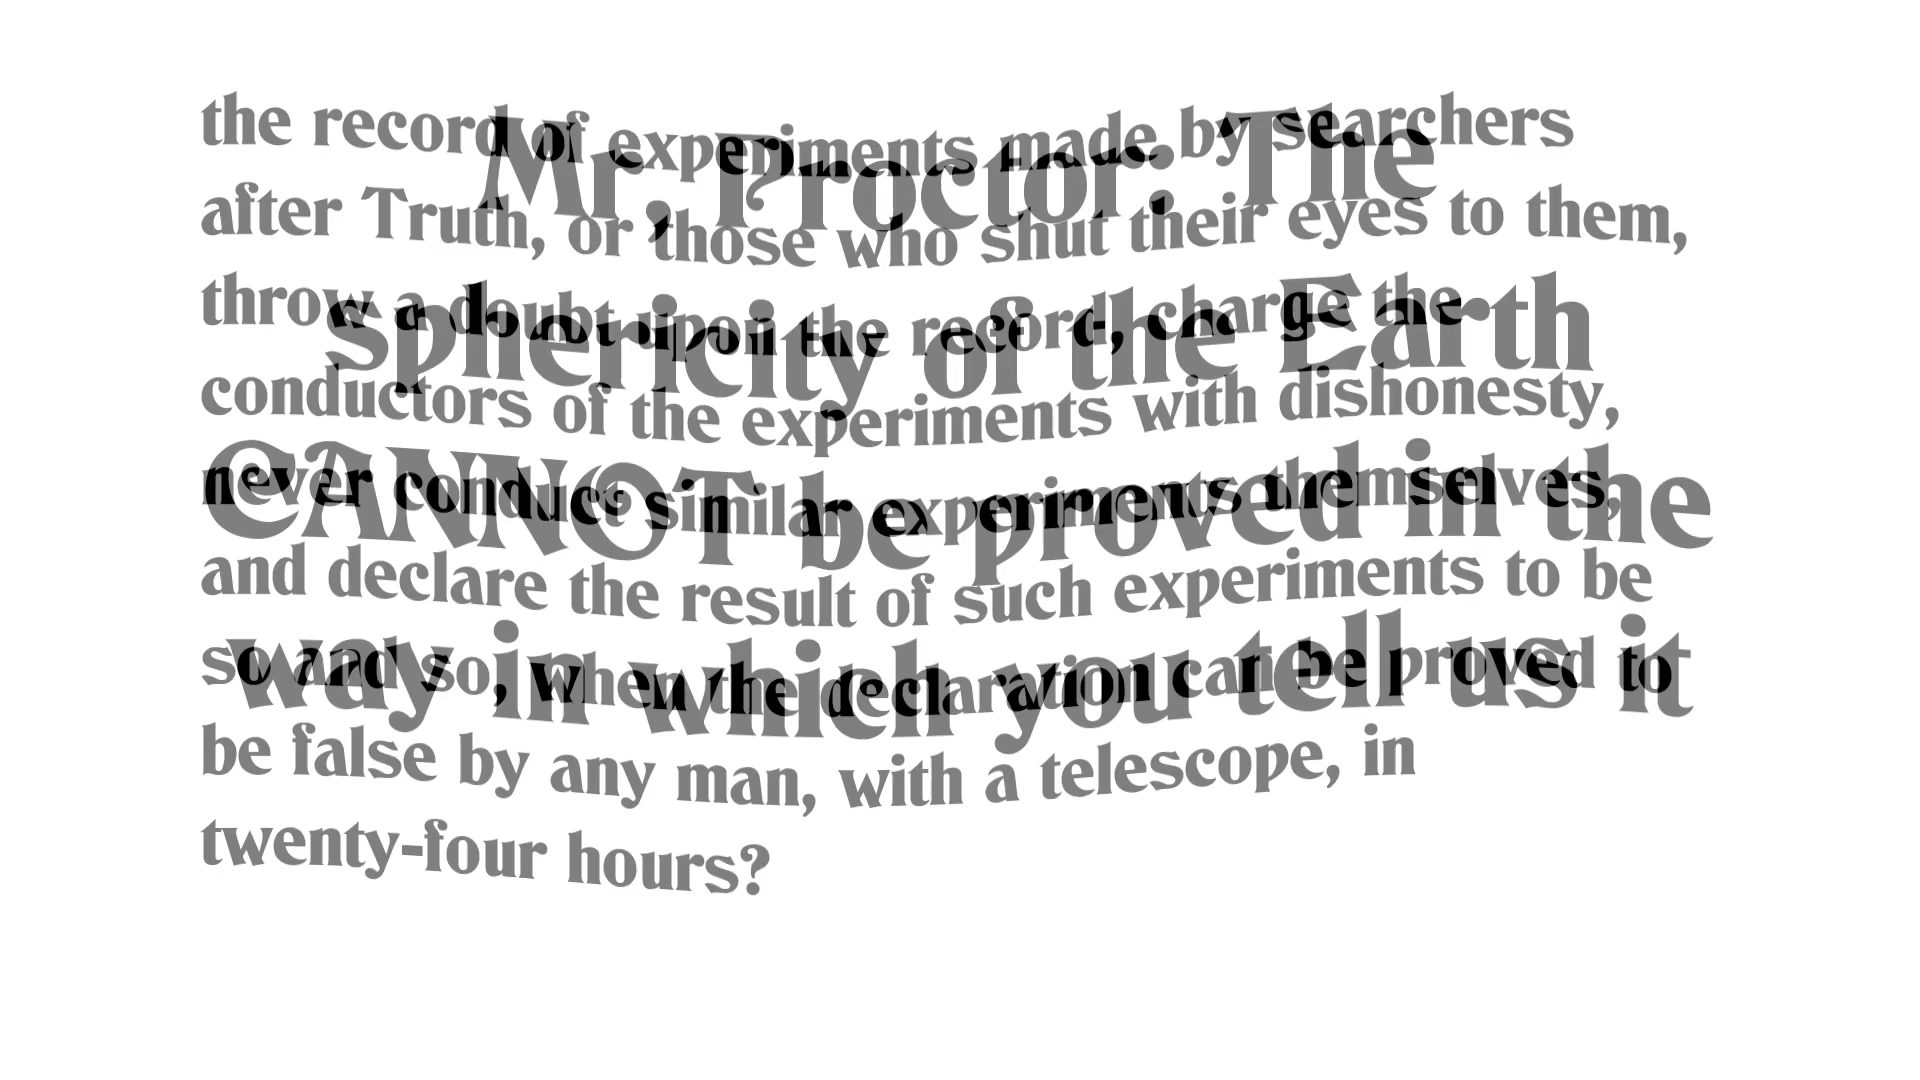 the record of experiments made by searchers
after Truth, or those who shut their eyes to them,
throw a doubt upon the record, charge the
conductors of the experiments with dishonesty,
never conduct similar experiments themselves,
and declare the result of such experiments to be
so and so, when the declaration can be proved to
be false by any man, with a telescope, in
twenty-four hours?
Mr, Proctor: The
sphericity of the Earth
CANNOT be proved in the
way in which you tell us it